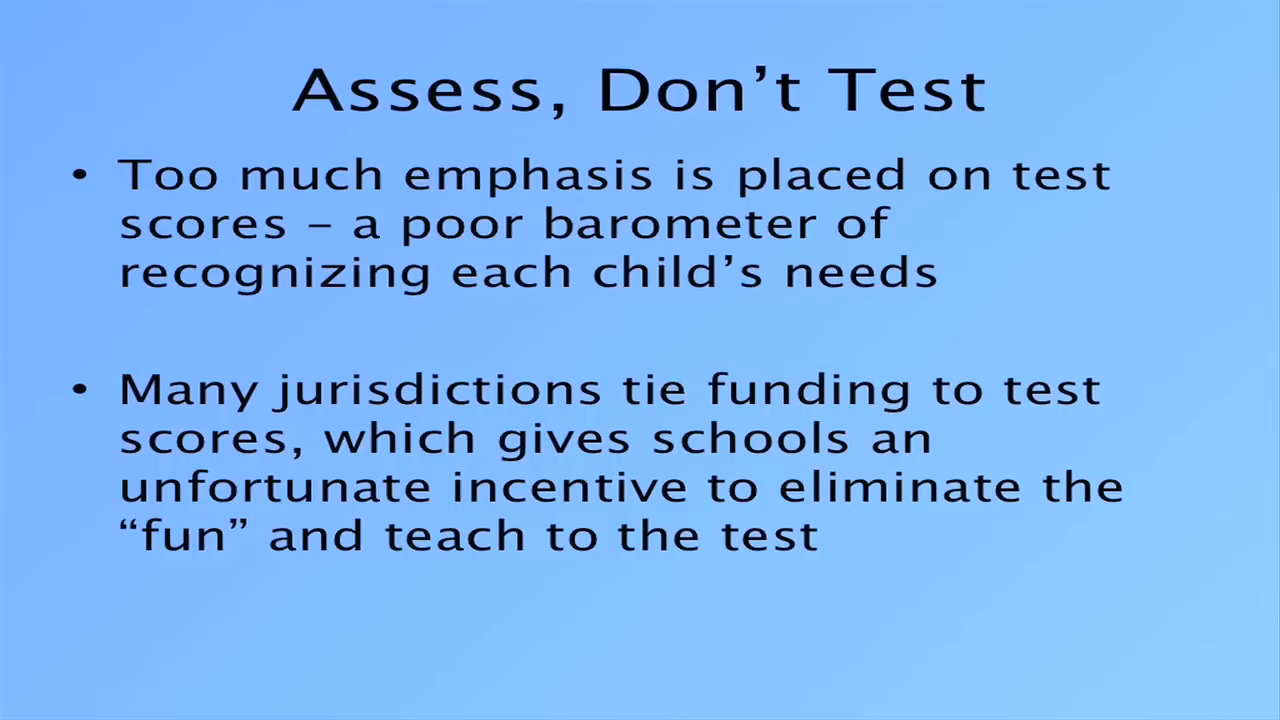 Assess, Don’t Test
• Too much emphasis is placed on test
scores – a poor barometer of
recognizing each child’s needs
• Many jurisdictions tie funding to test
scores, which gives schools an
unfortunate incentive to eliminate the
“fun” and teach to the test